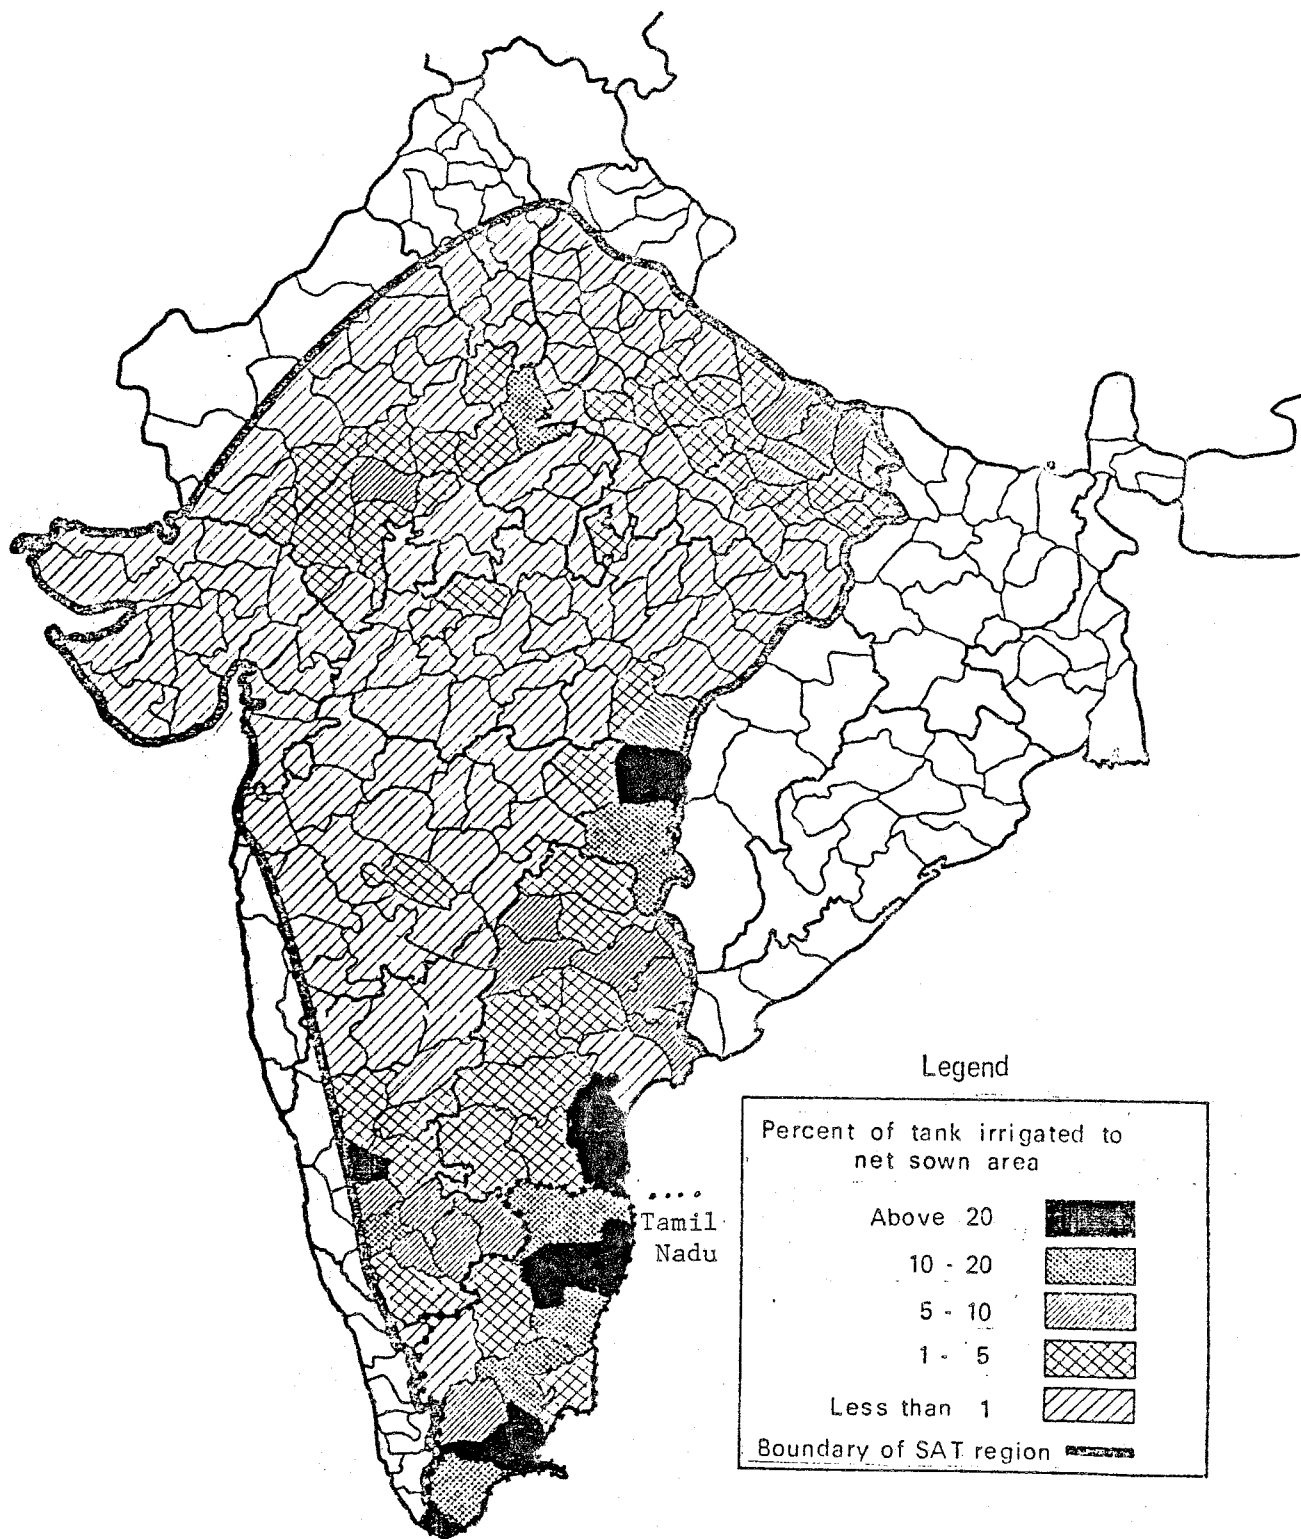 Legend
Percent of tank irrigated to
net sown area
Above 20
10 - 20
5 - 10
1 - 5
Less than 1
Boundary of SAT region
Tamil
Nadu